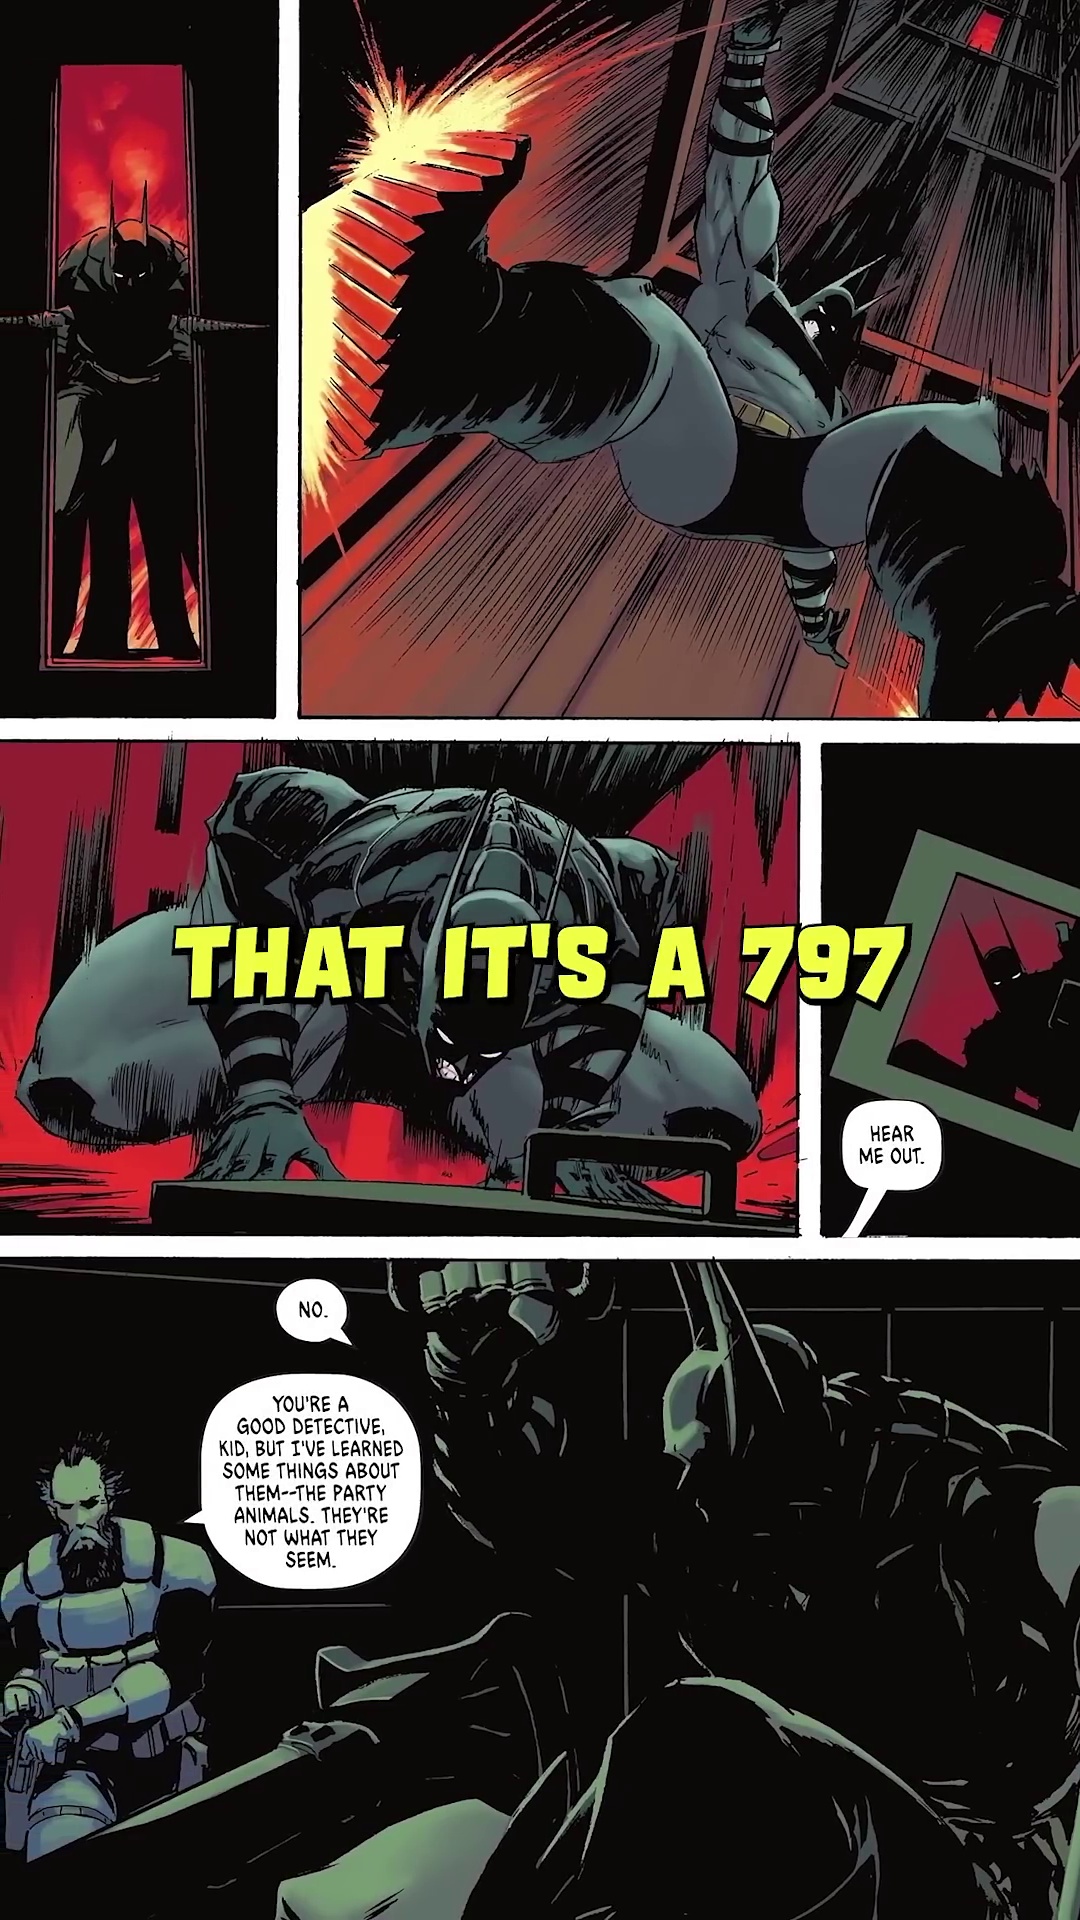 THAT IT'S A 797
HEAR
ME OUT.
NO.
YOU'RE A
GOOD DETECTIVE,
KID, BUT I'VE LEARNED
SOME THINGS ABOUT
THEM--THE PARTY
ANIMALS. THEY'RE
NOT WHAT THEY
SEEM.